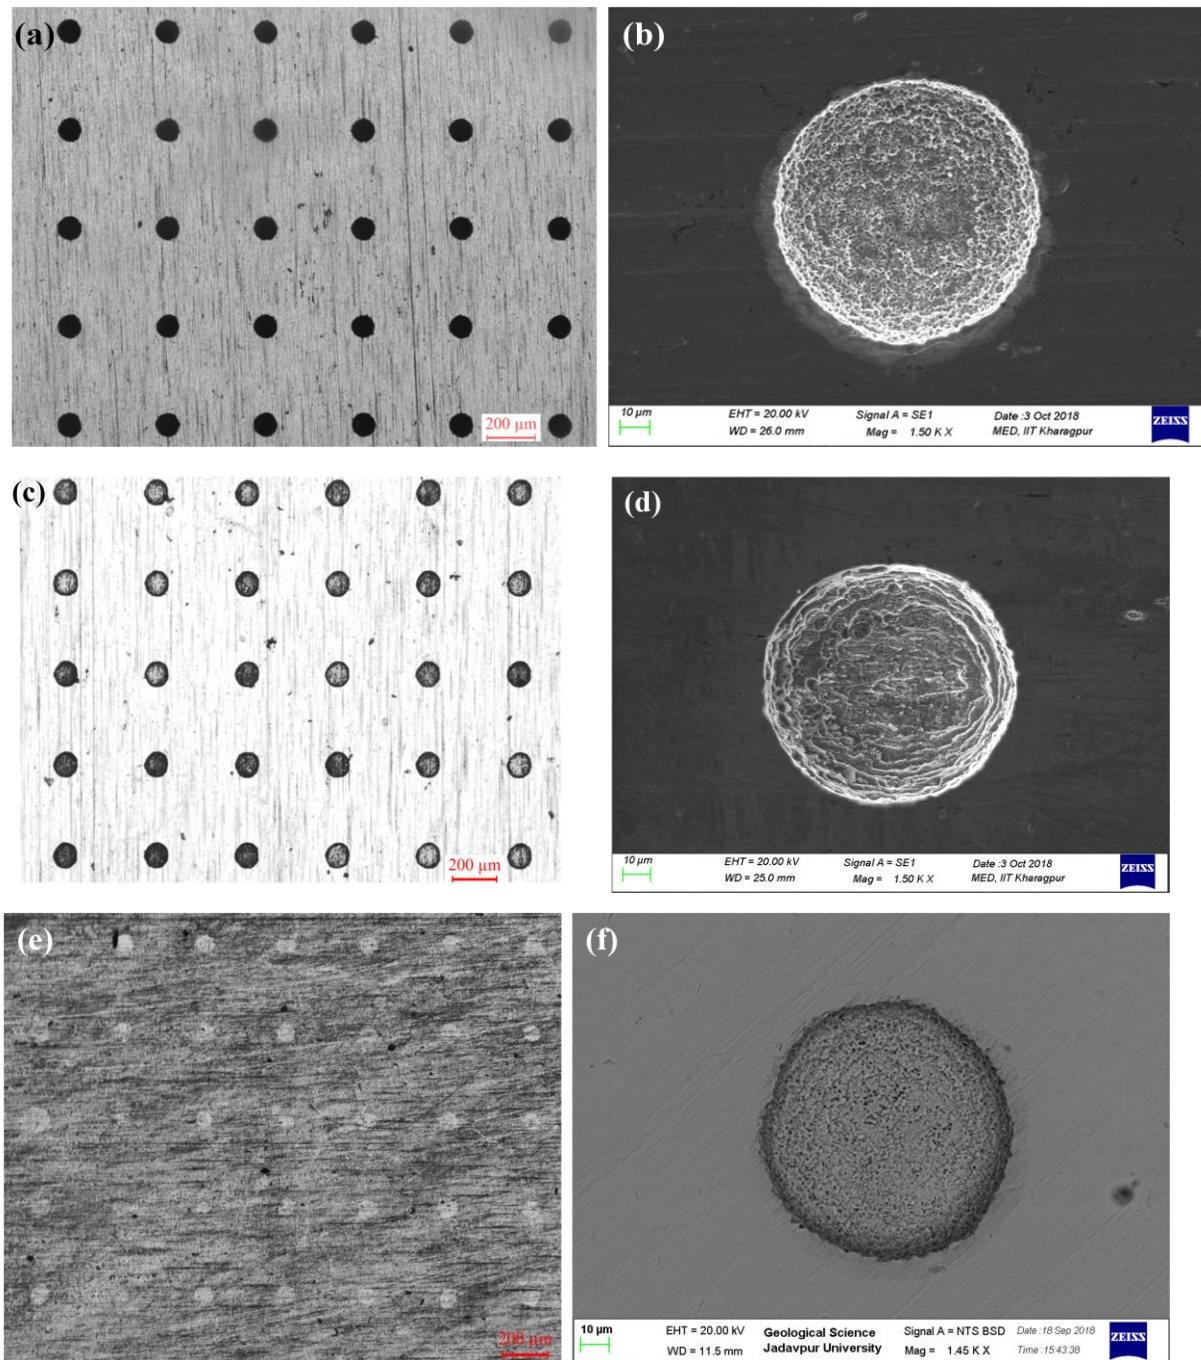 (a)
200 µm
(b)
10 µm
EHT = 20.00 kV
Signal A = SE1
Date :3 Oct 2018
WD = 26.0 mm
Mag = 1.50 K X
MED, IIT Kharagpur
ZEISS
(c)
200 µm
(d)
10 µm
EHT = 20.00 kV
Signal A = SE1
Date :3 Oct 2018
WD = 25.0 mm
Mag = 1.50 K X
MED, IIT Kharagpur
ZEISS
(e)
200 µm
(f)
10 µm
EHT = 20.00 kV
Geological Science
Signal A = NTS BSD
Date :18 Sep 2018
WD = 11.5 mm
Jadavpur University
Mag = 1.45 K X
Time :15:43:38
ZEISS